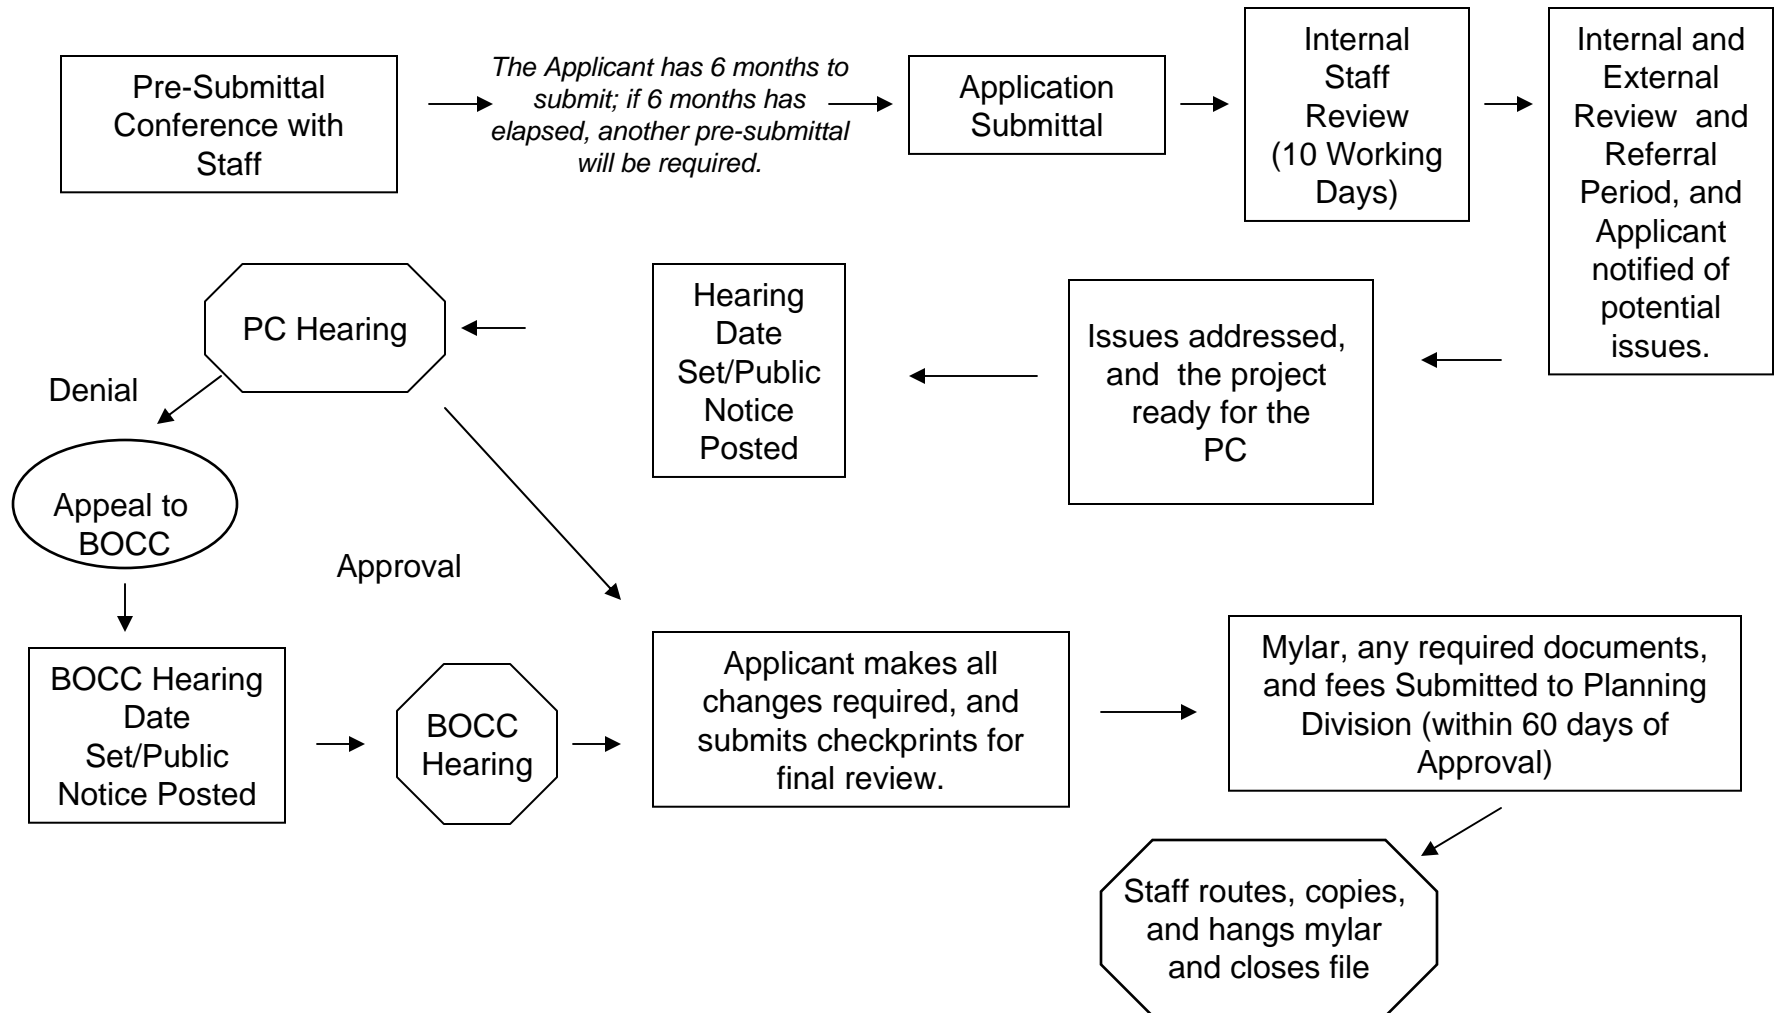 Pre-Submittal
Conference with
Staff
The Applicant has 6 months to
submit; if 6 months has
elapsed, another pre-submittal
will be required.
Application
Submittal
Internal
Staff
Review
(10 Working
Days)
Internal and
External
Review and
Referral
Period, and
Applicant
notified of
potential
issues.
Issues addressed,
and the project
ready for the
PC
Hearing
Date
Set/Public
Notice
Posted
PC Hearing
Denial
Appeal to
BOCC
Approval
BOCC Hearing
Date
Set/Public
Notice Posted
BOCC
Hearing
Applicant makes all
changes required, and
submits checkprints for
final review.
Mylar, any required documents,
and fees Submitted to Planning
Division (within 60 days of
Approval)
Staff routes, copies,
and hangs mylar
and closes file